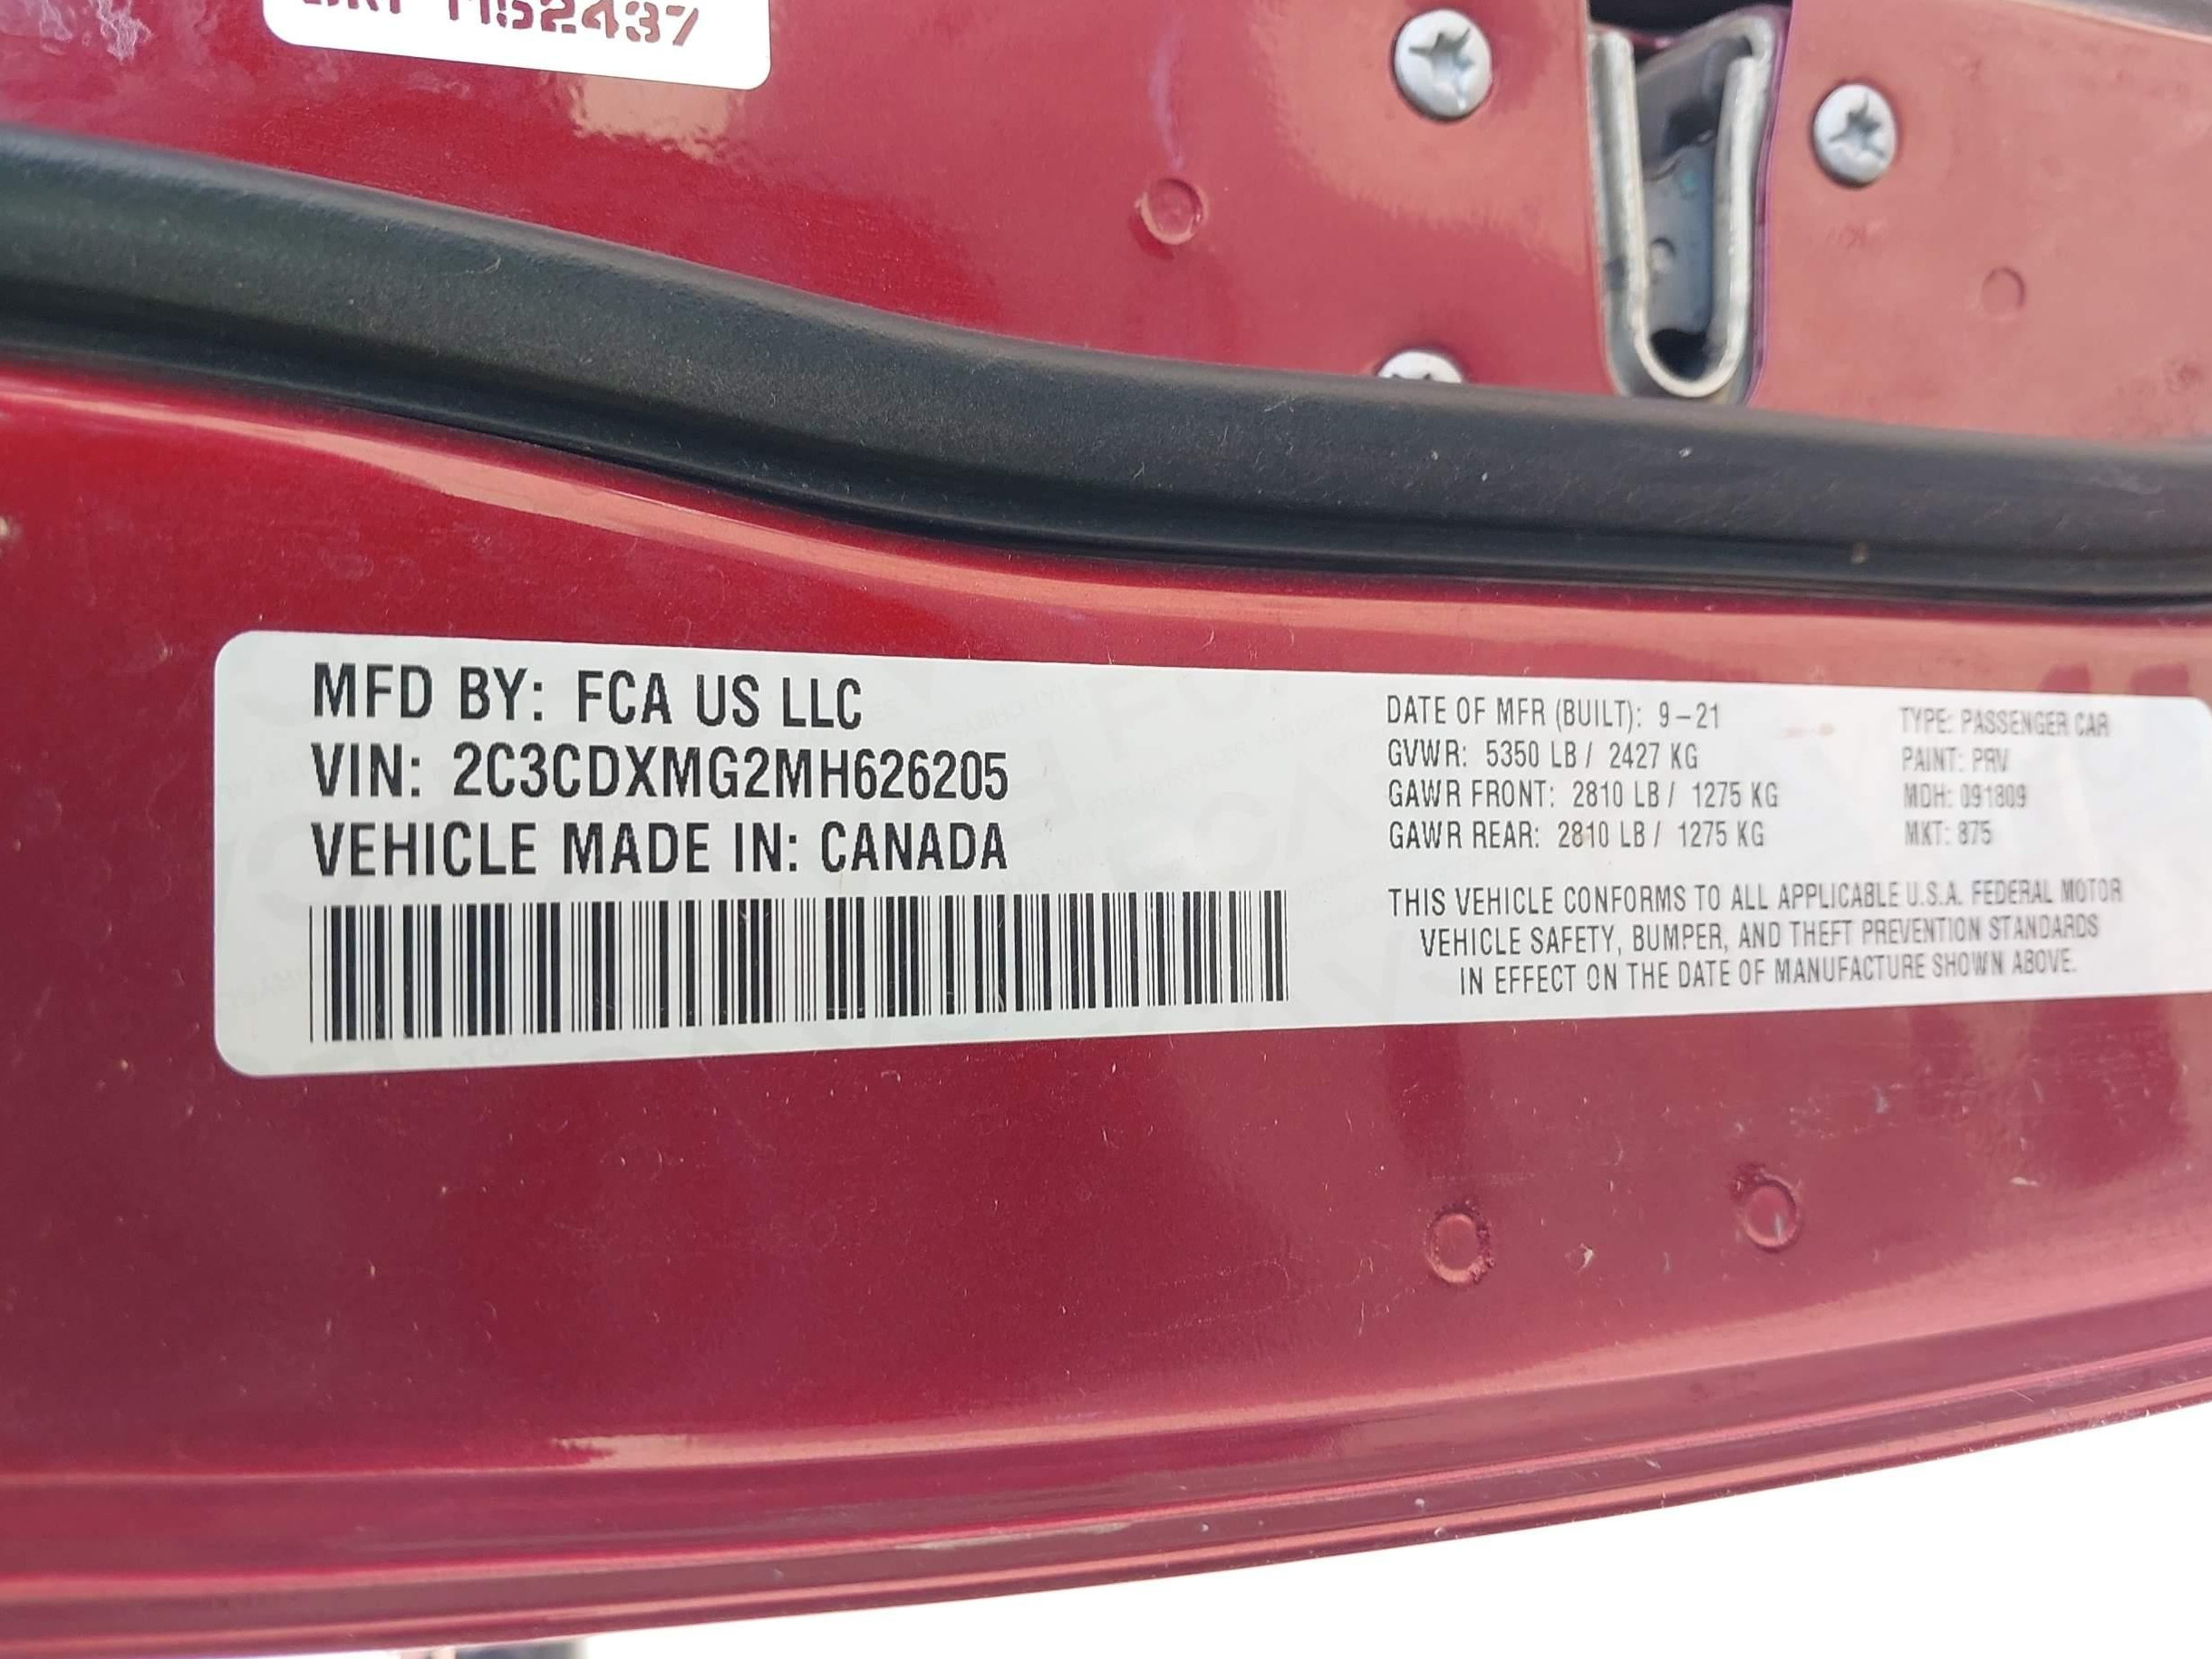 M52437
MFD BY: FCA US LLC
VIN: 2C3CDXMG2MH626205
VEHICLE MADE IN: CANADA
DATE OF MFR (BUILT): 9-21
GVWR: 5350 LB / 2427 KG
GAWR FRONT: 2810 LB / 1275 KG
GAWR REAR: 2810 LB / 1275 KG
TYPE: PASSENGER CAR
PAINT: PRV
MDH: 091809
MKT: 875
THIS VEHICLE CONFORMS TO ALL APPLICABLE U.S.A. FEDERAL MOTOR
VEHICLE SAFETY, BUMPER, AND THEFT PREVENTION STANDARDS
IN EFFECT ON THE DATE OF MANUFACTURE SHOWN ABOVE.